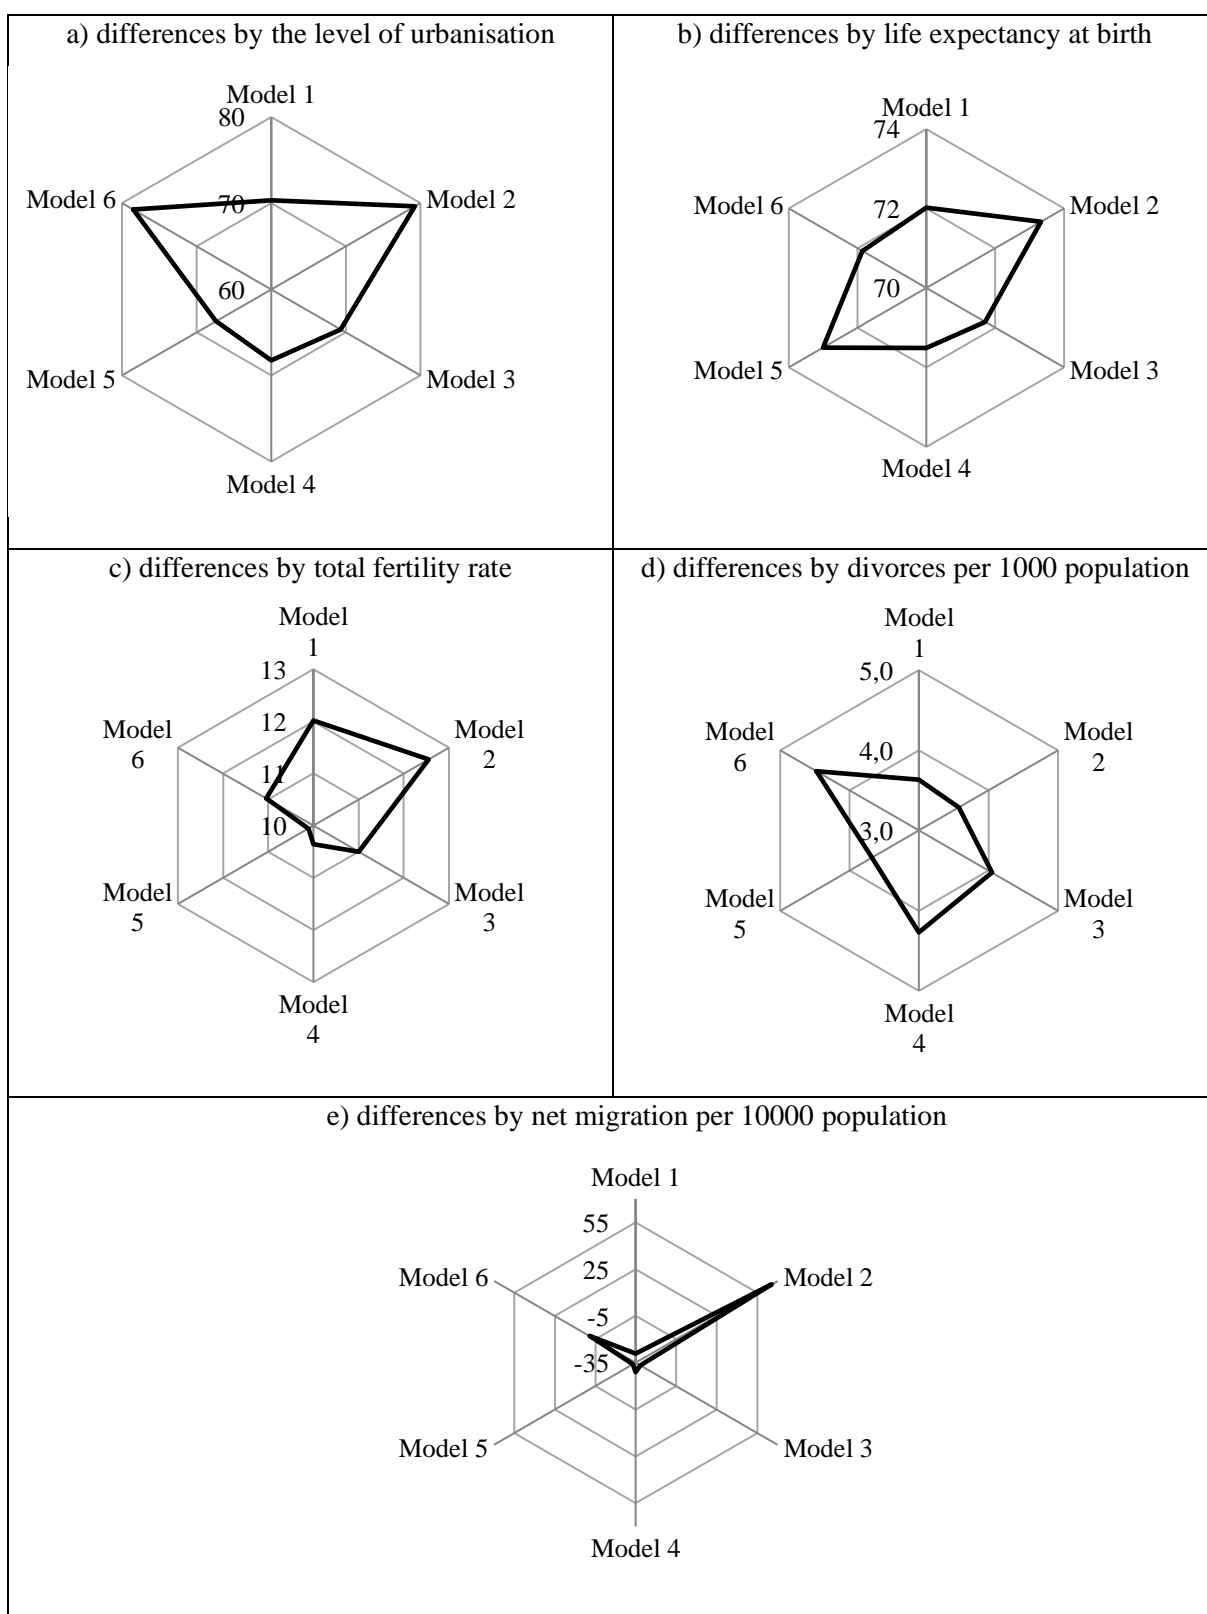 a) differences by the level of urbanisation
Model 1
80
Model 6
70
Model 2
60
Model 5
Model 3
Model 4
b) differences by life expectancy at birth
Model 1
74
Model 6
72
Model 2
70
Model 5
Model 3
Model 4
c) differences by total fertility rate
Model
1
13
12
Model
6
Model
2
11
10
Model
5
Model
3
Model
4
d) differences by divorces per 1000 population
Model
1
5,0
4,0
Model
6
Model
2
3,0
Model
5
Model
3
Model
4
e) differences by net migration per 10000 population
Model 1
55
25
Model 6
Model 2
-5
-35
Model 5
Model 3
Model 4